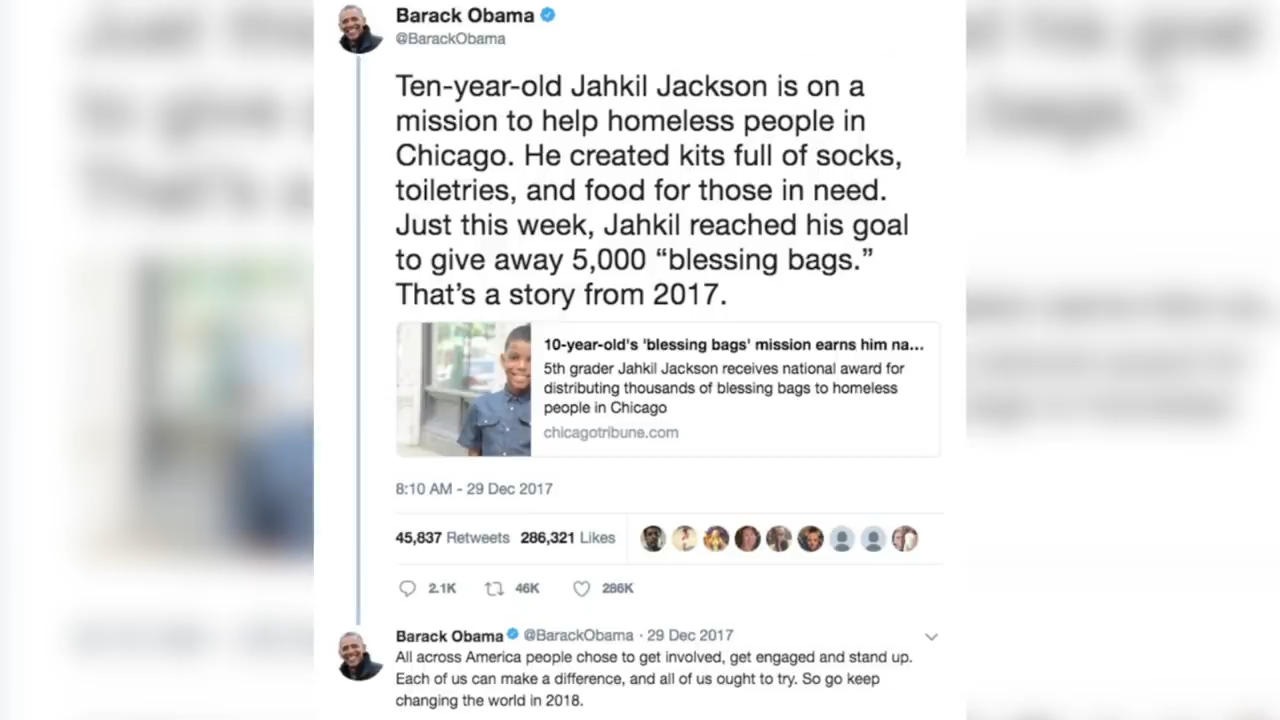 Barack Obama
@BarackObama
Ten-year-old Jahkil Jackson is on a
mission to help homeless people in
Chicago. He created kits full of socks,
toiletries, and food for those in need.
Just this week, Jahkil reached his goal
to give away 5,000 “blessing bags.”
That’s a story from 2017.
10-year-old's 'blessing bags' mission earns him na...
5th grader Jahkil Jackson receives national award for
distributing thousands of blessing bags to homeless
people in Chicago
chicagotribune.com
8:10 AM - 29 Dec 2017
45,837 Retweets 286,321 Likes
2.1K 46K 286K
Barack Obama @BarackObama · 29 Dec 2017
All across America people chose to get involved, get engaged and stand up.
Each of us can make a difference, and all of us ought to try. So go keep
changing the world in 2018.